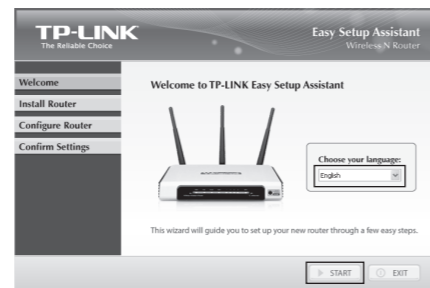 TP-LINK
The Reliable Choice
Easy Setup Assistant
Wireless N Router
Welcome
Install Router
Configure Router
Confirm Settings
Welcome to TP-LINK Easy Setup Assistant
Choose your language:
English
This wizard will guide you to set up your new router through a few easy steps.
START
EXIT